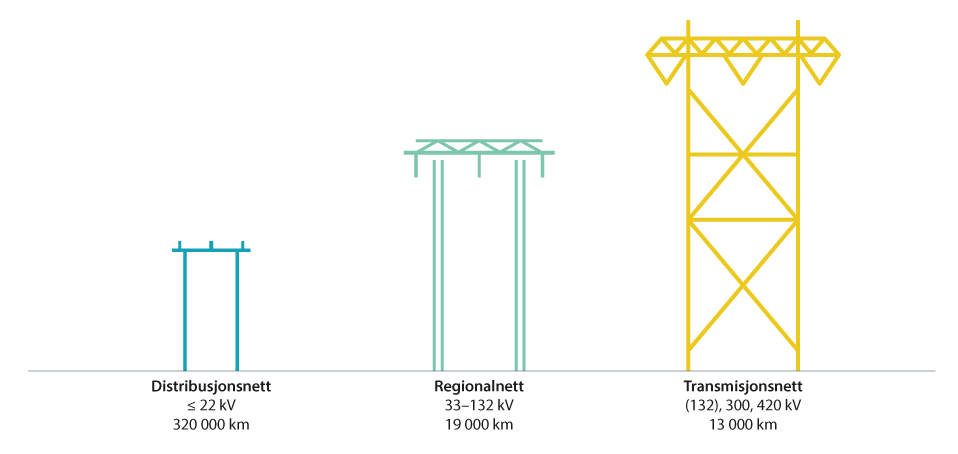 Distribusjonsnett
≤ 22 kV
320 000 km
Regionalnett
33–132 kV
19 000 km
Transmisjonsnett
(132), 300, 420 kV
13 000 km